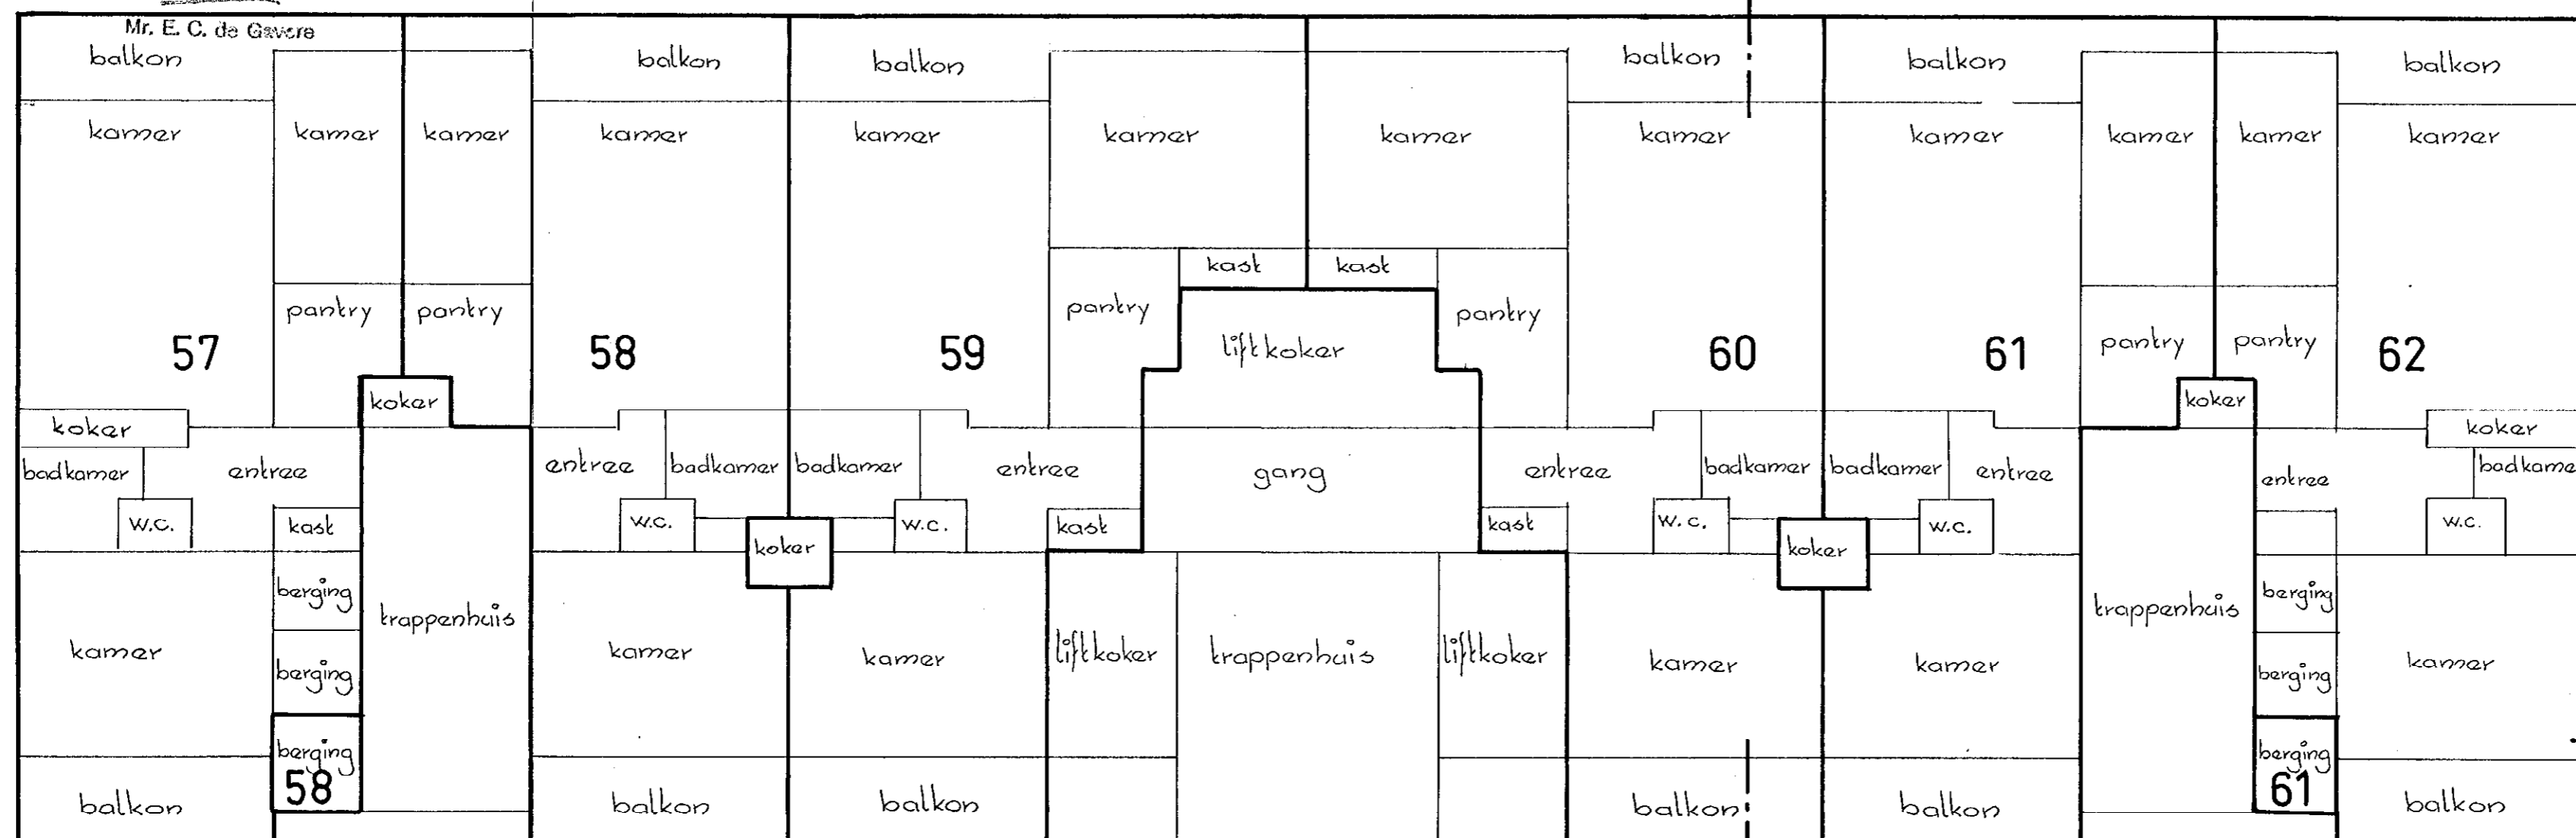 Mr. E. C. de Gavere
balkon balkon balkon balkon balkon balkon
kamer kamer kamer kamer kamer kamer kamer kamer kamer kamer kamer kamer
kast kast
pantry pantry pantry pantry pantry pantry
57 58 59 liftkoker 60 61 62
koker koker
koker koker
badkamer entree entree badkamer badkamer entree gang entree badkamer badkamer entree entree badkame
w.c. kast w.c. w.c. kast kast w.c. w.c. w.c.
koker koker
berging trappenhuis trappenhuis berging
kamer berging kamer kamer liftkoker trappenhuis liftkoker kamer kamer berging kamer
berging berging
58 61
balkon balkon balkon balkon balkon balkon